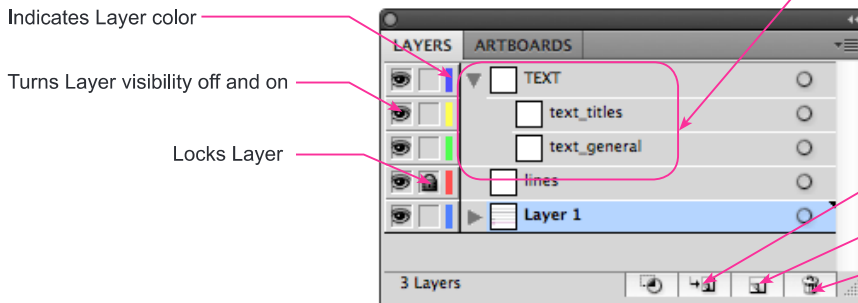 Indicates Layer color
LAYERS ARTBOARDS
TEXT
Turns Layer visibility off and on
text_titles
text_general
Locks Layer
lines
Layer 1
3 Layers